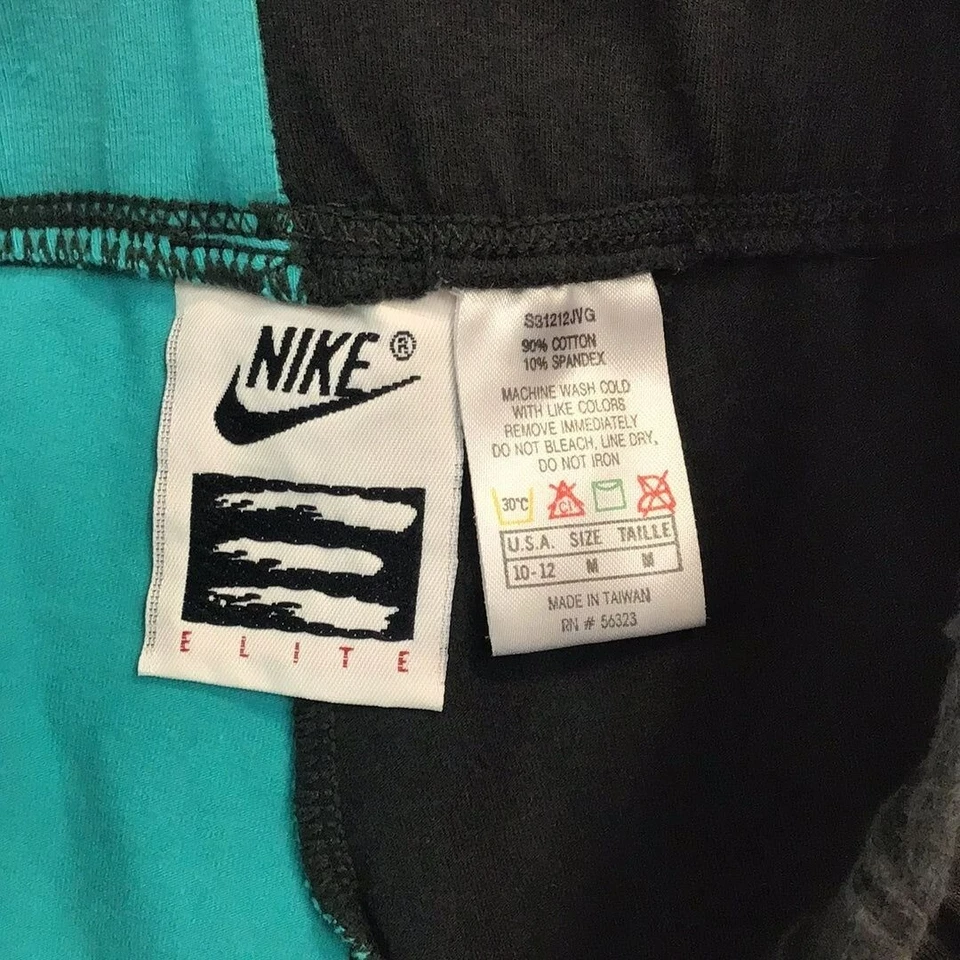 NIKE®
E L I T E
S31212JVG
90% COTTON
10% SPANDEX
MACHINE WASH COLD
WITH LIKE COLORS
REMOVE IMMEDIATELY
DO NOT BLEACH, LINE DRY,
DO NOT IRON
30°C CL
U.S.A. SIZE TAILLE
10-12 M M
MADE IN TAIWAN
RN # 56323